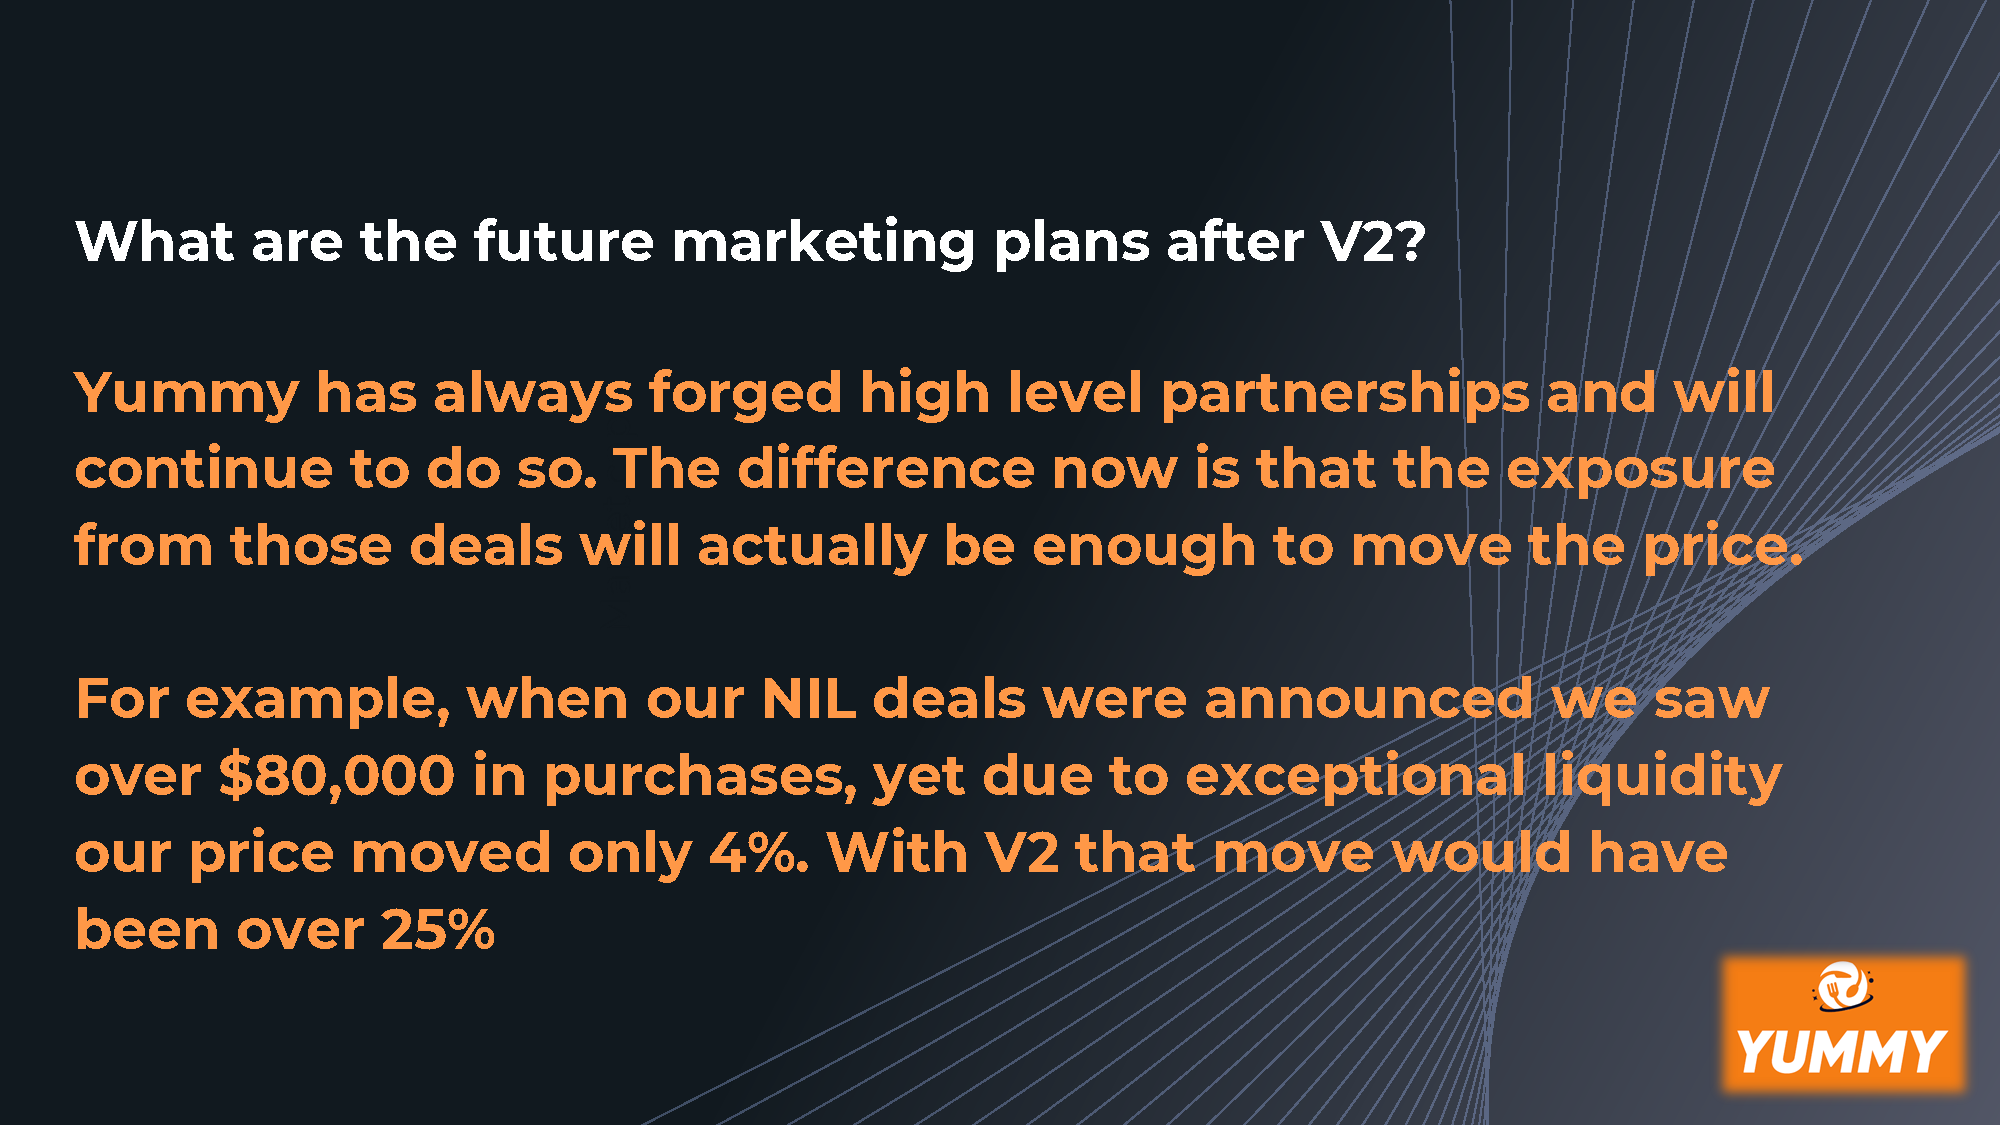 What are the future marketing plans after V2?
Yummy has always forged high level partnerships and will
continue to do so. The difference now is that the exposure
from those deals will actually be enough to move the price.
For example, when our NIL deals were announced we saw
over $80,000 in purchases, yet due to exceptional liquidity
our price moved only 4%. With V2 that move would have
been over 25%
YUMMY